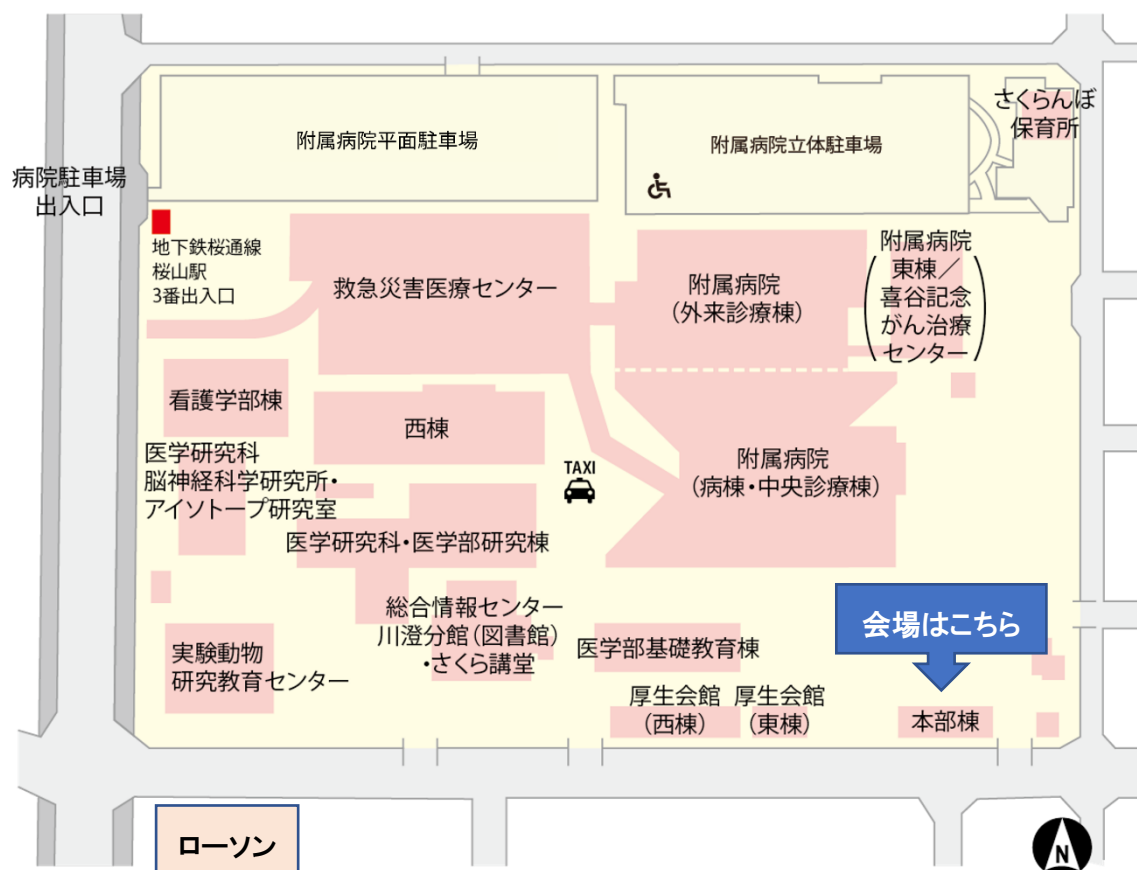 さくらんぼ
保育所
附属病院平面駐車場
附属病院立体駐車場
病院駐車場
出入口
地下鉄桜通線
桜山駅
3番出入口
救急災害医療センター
附属病院
（外来診療棟）
附属病院
東棟／
喜谷記念
がん治療
センター
看護学部棟
西棟
医学研究科
脳神経科学研究所・
アイソトープ研究室
TAXI
附属病院
（病棟・中央診療棟）
医学研究科・医学部研究棟
総合情報センター
川澄分館（図書館）
・さくら講堂
会場はこちら
実験動物
研究教育センター
医学部基礎教育棟
厚生会館
（西棟）
厚生会館
（東棟）
本部棟
ローソン
N